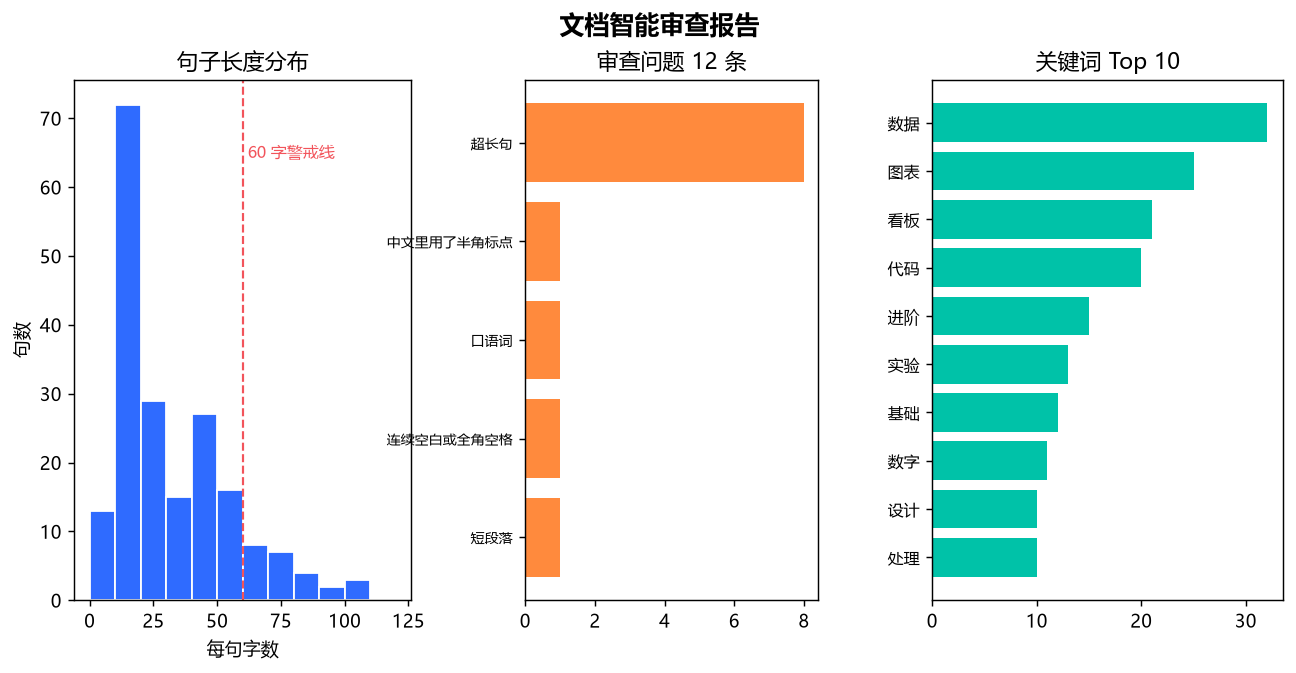 文档智能审查报告
句子长度分布
句数
70
60
50
40
30
20
10
0
60 字警戒线
0 25 50 75 100 125
每句字数
审查问题 12 条
超长句
中文里用了半角标点
口语词
连续空白或全角空格
短段落
0 2 4 6 8
关键词 Top 10
数据
图表
看板
代码
进阶
实验
基础
数字
设计
处理
0 10 20 30